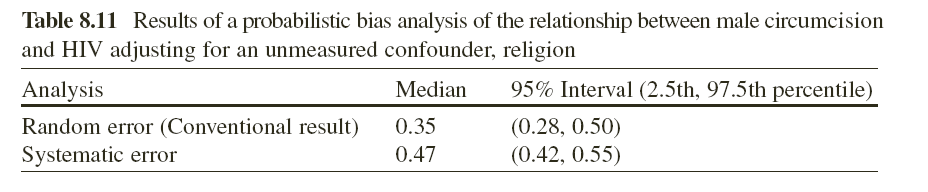 Table 8.11 Results of a probabilistic bias analysis of the relationship between male circumcision
and HIV adjusting for an unmeasured confounder, religion
Analysis Median 95% Interval (2.5th, 97.5th percentile)
Random error (Conventional result) 0.35 (0.28, 0.50)
Systematic error 0.47 (0.42, 0.55)